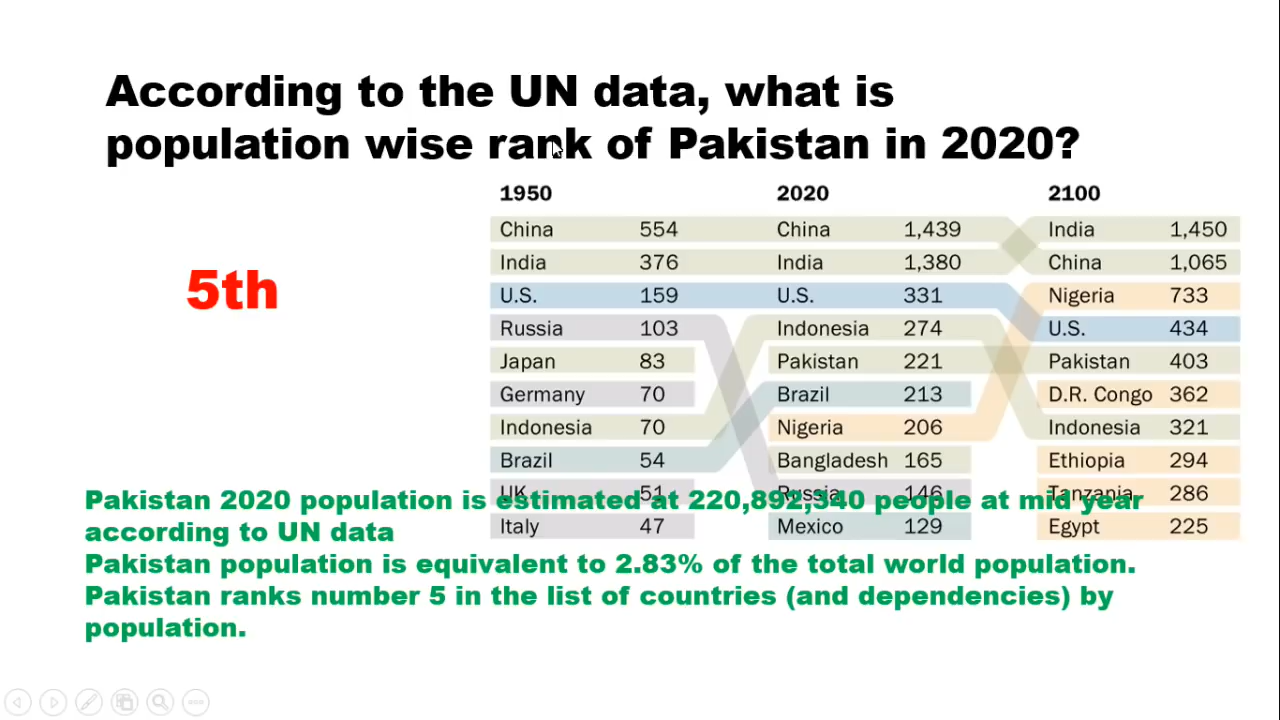 According to the UN data, what is
population wise rank of Pakistan in 2020?
5th
1950 2020 2100
China 554 China 1,439 India 1,450
India 376 India 1,380 China 1,065
U.S. 159 U.S. 331 Nigeria 733
Russia 103 Indonesia 274 U.S. 434
Japan 83 Pakistan 221 Pakistan 403
Germany 70 Brazil 213 D.R. Congo 362
Indonesia 70 Nigeria 206 Indonesia 321
Brazil 54 Bangladesh 165 Ethiopia 294
UK 51 Russia 146 Tanzania 286
Italy 47 Mexico 129 Egypt 225
Pakistan 2020 population is estimated at 220,892,340 people at mid year
according to UN data
Pakistan population is equivalent to 2.83% of the total world population.
Pakistan ranks number 5 in the list of countries (and dependencies) by
population.